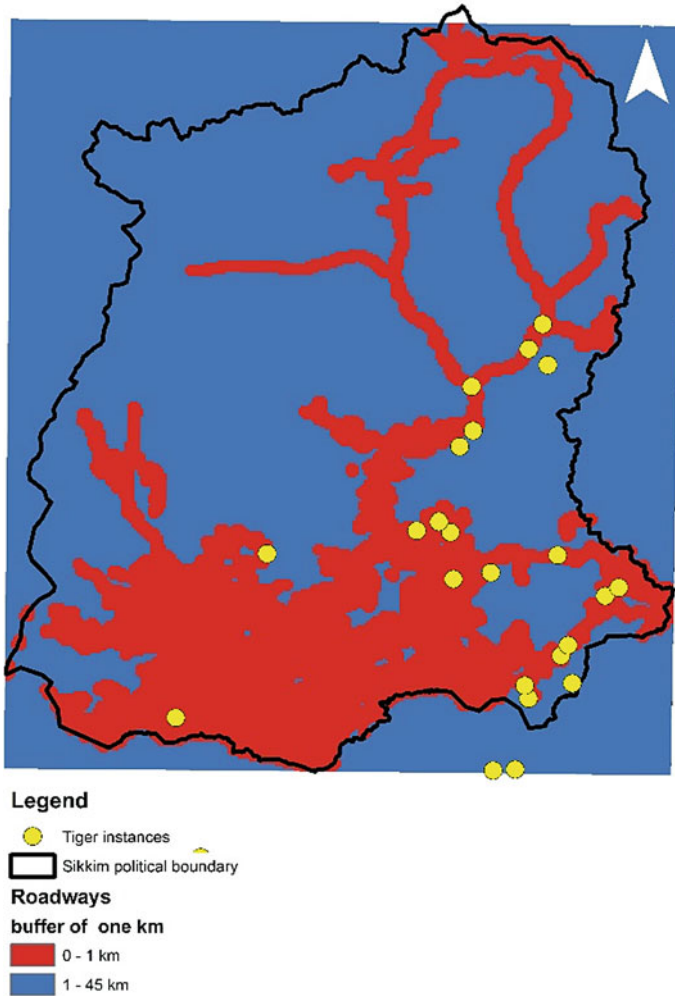 Legend
Tiger instances
Sikkim political boundary
Roadways
buffer of one km
0 - 1 km
1 - 45 km